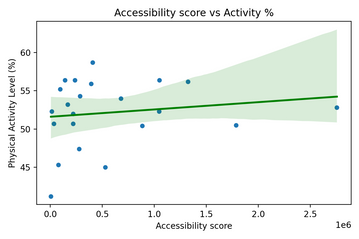 Accessibility score vs Activity %
Physical Activity Level (%)
60
55
50
45
0.0 0.5 1.0 1.5 2.0 2.5
1e6
Accessibility score